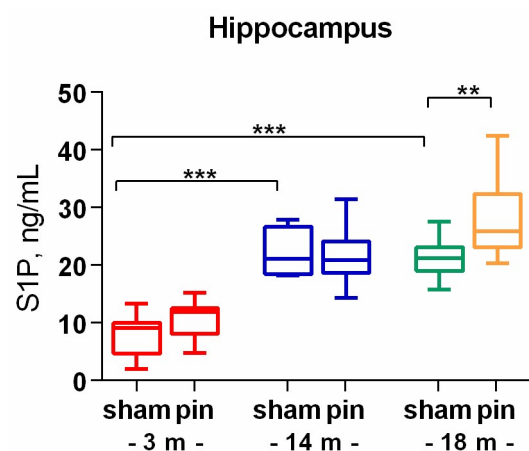 Hippocampus
S1P, ng/mL
50
40
30
20
10
0
***
***
**
sham pin sham pin sham pin
- 3 m - - 14 m - - 18 m -